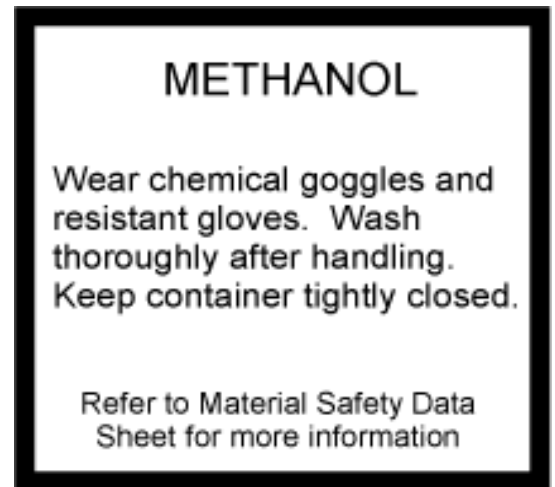 METHANOL
Wear chemical goggles and
resistant gloves.  Wash
thoroughly after handling.
Keep container tightly closed.
Refer to Material Safety Data
Sheet for more information